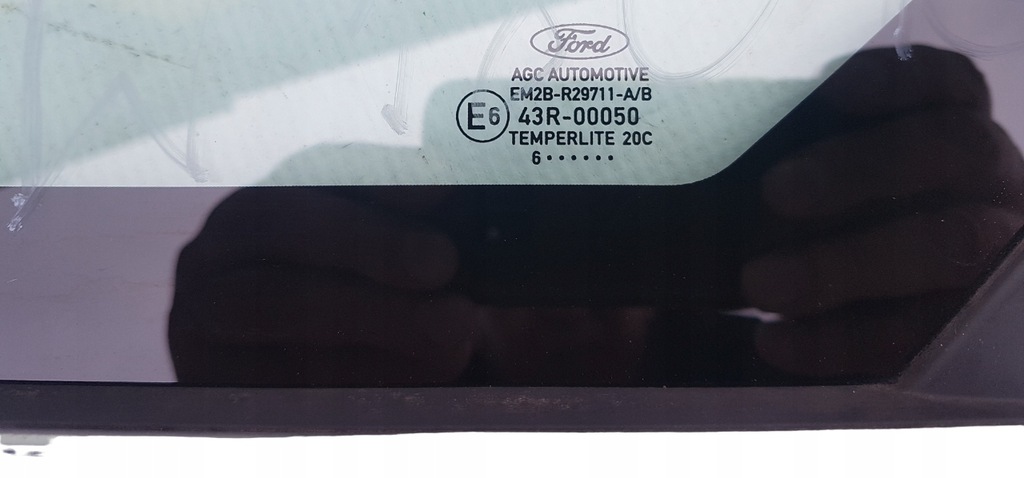 Ford
AGC AUTOMOTIVE
EM2B-R29711-A/B
E6 43R-00050
TEMPERLITE 20C
6······